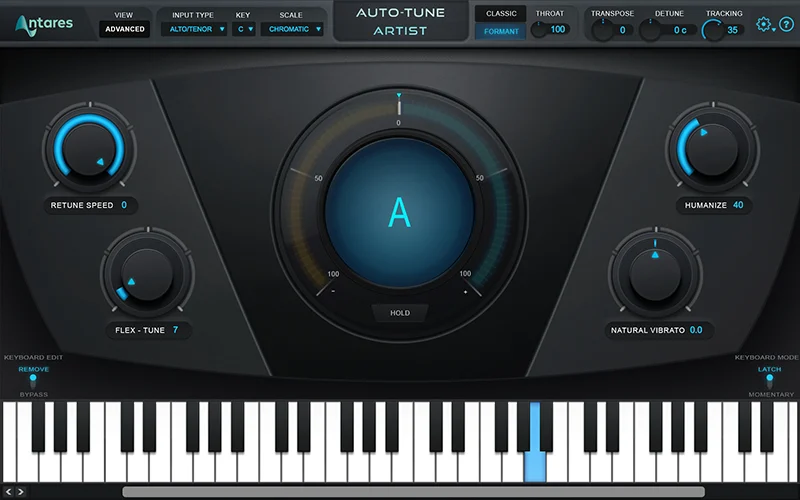 Antares
VIEW
ADVANCED
INPUT TYPE
ALTO/TENOR
KEY
C
SCALE
CHROMATIC
AUTO-TUNE
ARTIST
CLASSIC
FORMANT
THROAT
100
TRANSPOSE
0
DETUNE
0 c
TRACKING
35
?
RETUNE SPEED 0
FLEX - TUNE 7
0
50
50
100
100
-
+
A
HOLD
HUMANIZE 40
NATURAL VIBRATO 0.0
KEYBOARD EDIT
REMOVE
BYPASS
KEYBOARD MODE
LATCH
MOMENTARY